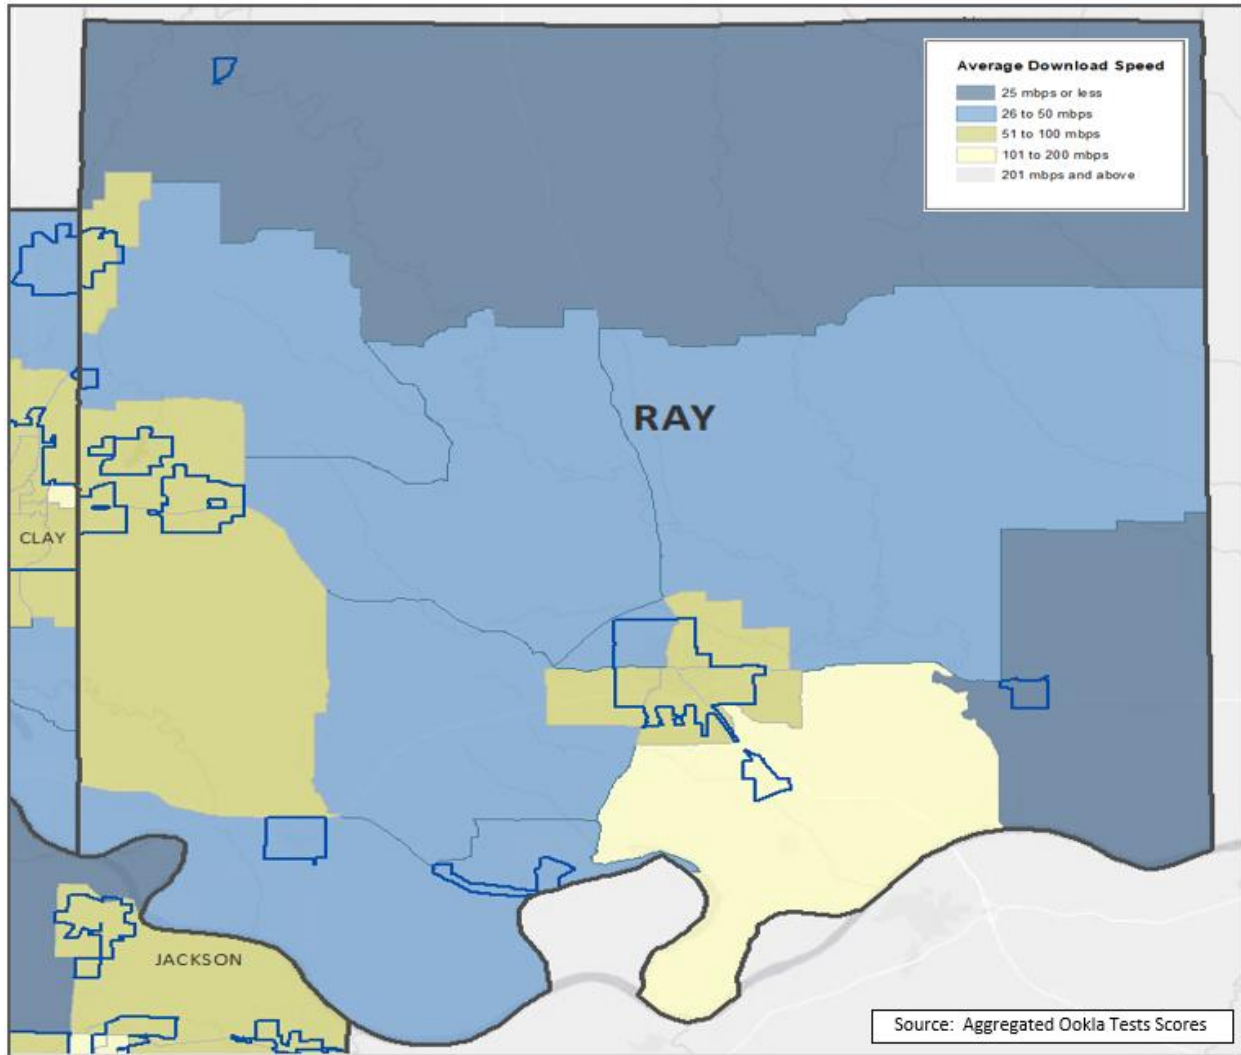 Average Download Speed
25 mbps or less
26 to 50 mbps
51 to 100 mbps
101 to 200 mbps
201 mbps and above
RAY
CLAY
JACKSON
Source: Aggregated Ookla Tests Scores